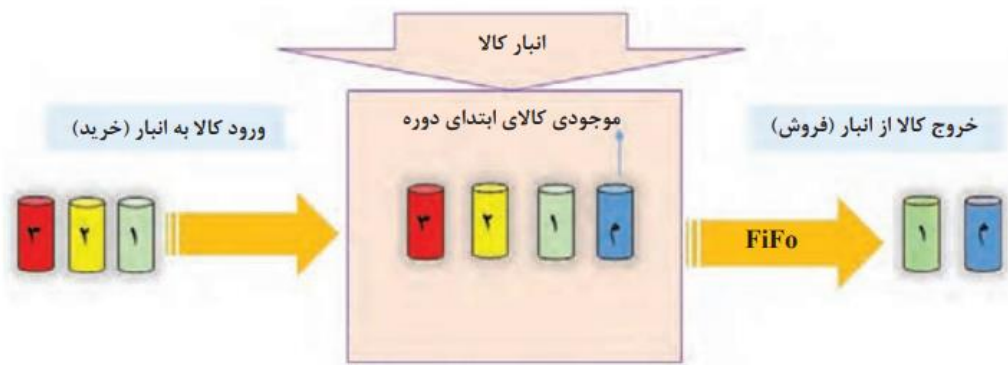 انبار کالا
موجودی کالای ابتدای دوره
خروج کالا از انبار (فروش)
ورود کالا به انبار (خرید)
م
۱
FiFo
م
۱
۲
۳
۱
۲
۳